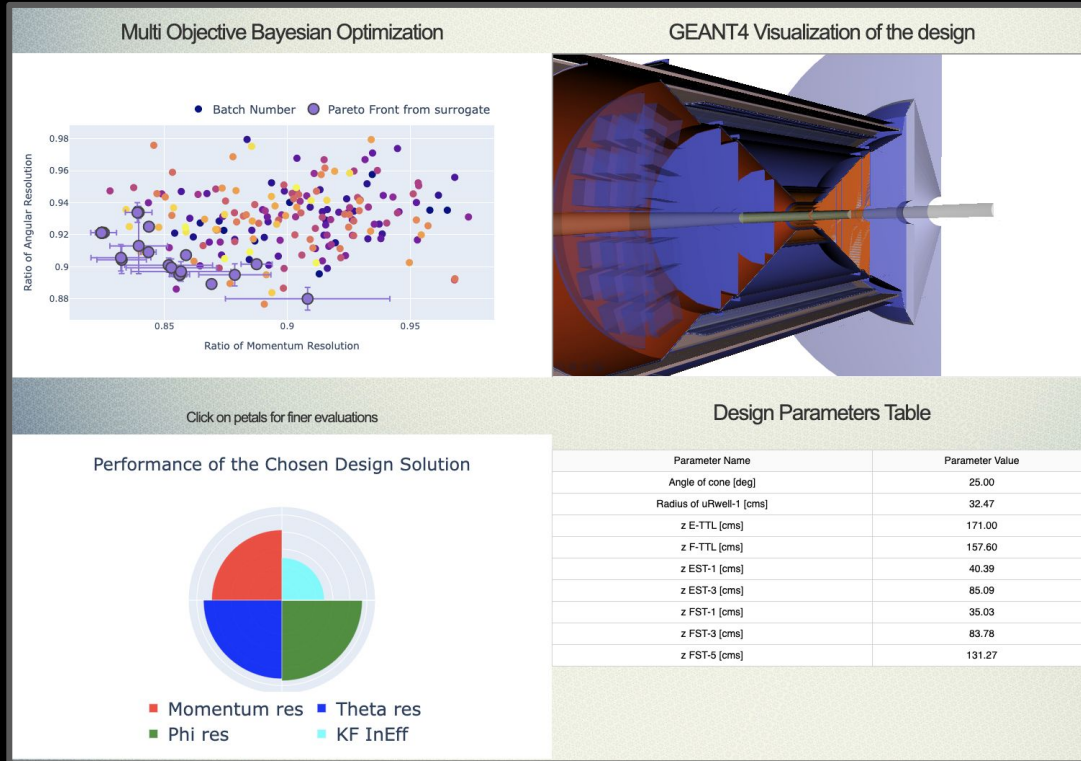 Multi Objective Bayesian Optimization
GEANT4 Visualization of the design
Batch Number Pareto Front from surrogate
0.98
0.96
0.94
0.92
0.9
0.88
Ratio of Angular Resolution
0.85 0.9 0.95
Ratio of Momentum Resolution
Click on petals for finer evaluations
Performance of the Chosen Design Solution
Momentum res Theta res
Phi res KF InEff
Design Parameters Table
Parameter Name Parameter Value
Angle of cone [deg] 25.00
Radius of uRwell-1 [cms] 32.47
z E-TTL [cms] 171.00
z F-TTL [cms] 157.60
z EST-1 [cms] 40.39
z EST-3 [cms] 85.09
z FST-1 [cms] 35.03
z FST-3 [cms] 83.78
z FST-5 [cms] 131.27